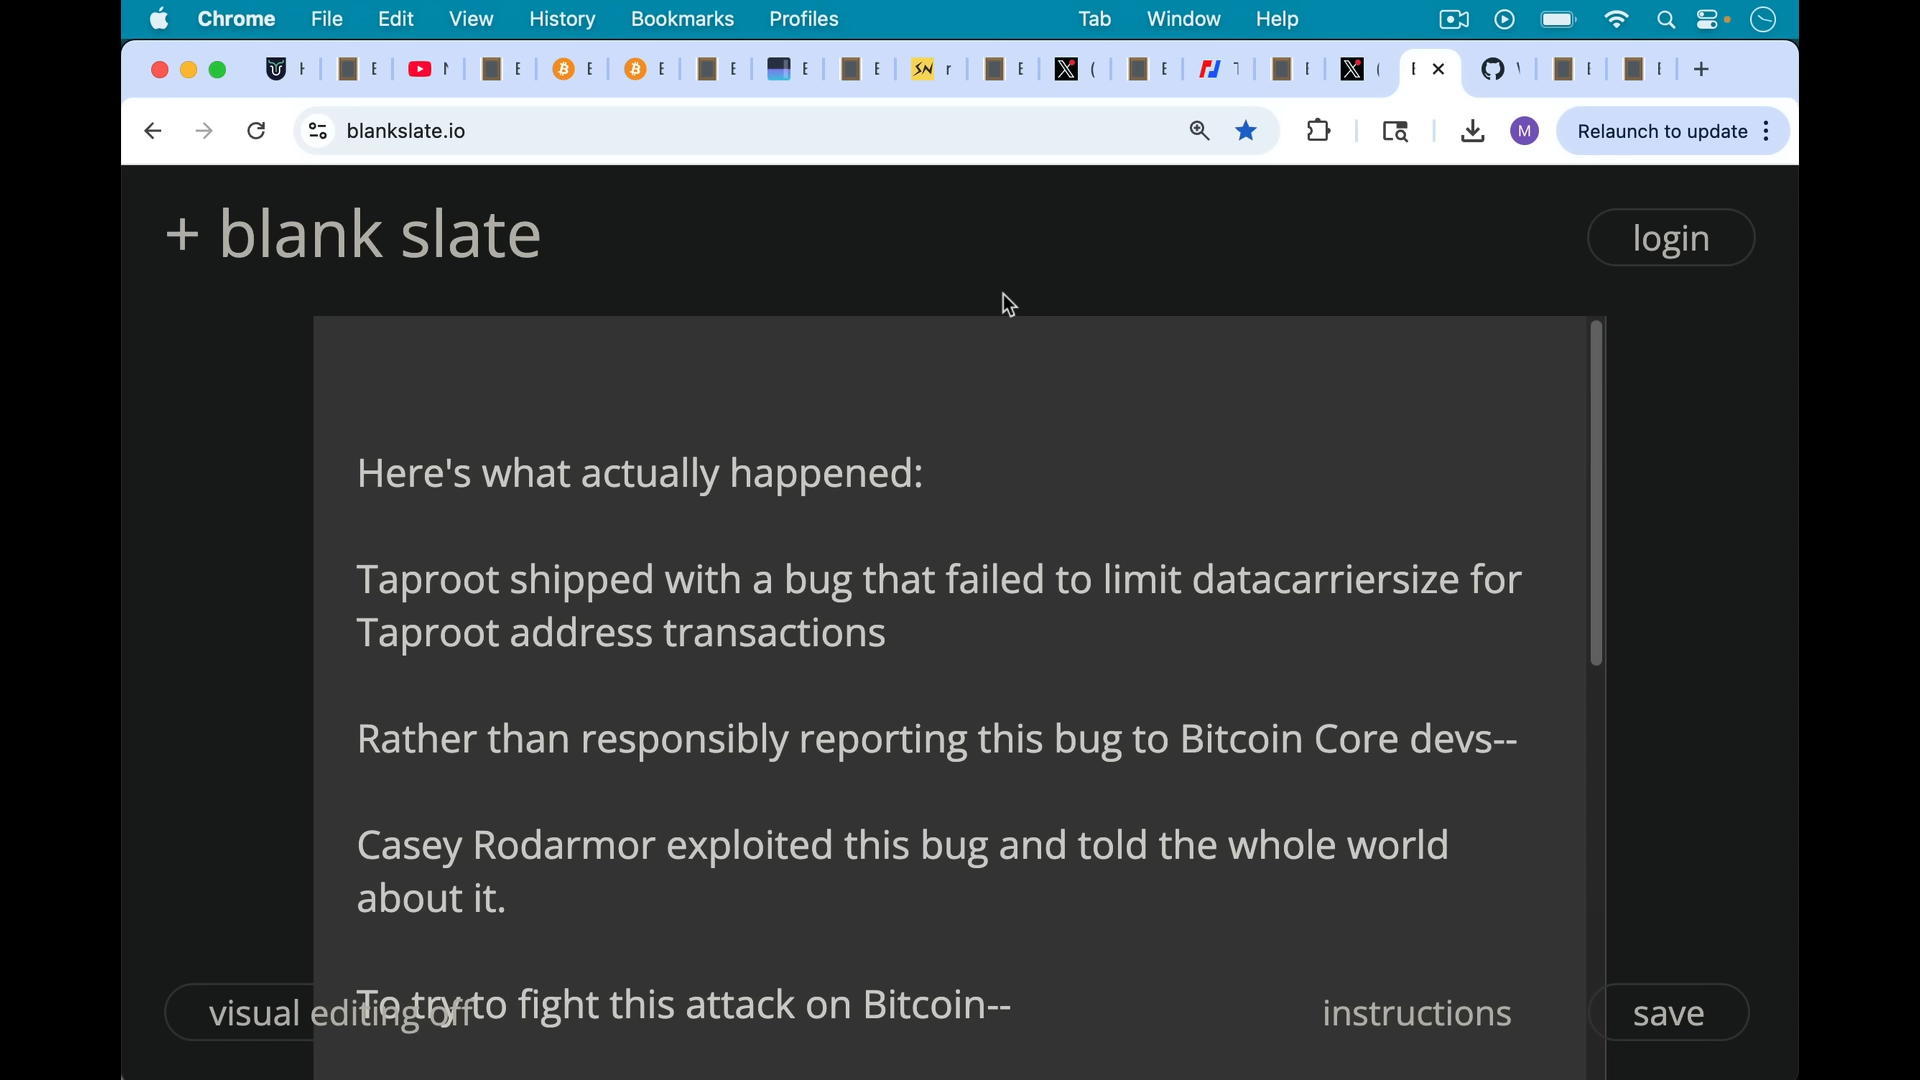 Chrome File Edit View History Bookmarks Profiles Tab Window Help
blankslate.io
M
Relaunch to update
+ blank slate
login
Here's what actually happened:
Taproot shipped with a bug that failed to limit datacarriersize for
Taproot address transactions
Rather than responsibly reporting this bug to Bitcoin Core devs--
Casey Rodarmor exploited this bug and told the whole world
about it.
To try to fight this attack on Bitcoin--
visual editing off
instructions
save